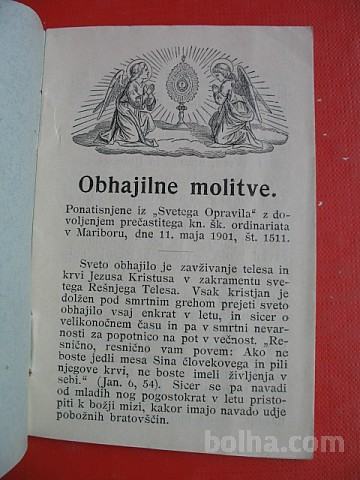 Obhajilne molitve.
Ponatisnjene iz „Svetega Opravila" z do-
voljenjem prečastitega kn. šk. ordinariata
v Mariboru, dne 11. maja 1901, št. 1511.
Sveto obhajilo je zavživanje telesa in
krvi Jezusa Kristusa v zakramentu sve-
tega Rešnjega Telesa. Vsak kristjan je
dolžen pod smrtnim grehom prejeti sveto
obhajilo vsaj enkrat v letu, in sicer o
velikonočnem času in pa v smrtni nevar-
nosti za popotnico na pot v večnost. „Re-
snično, resnično vam povem: Ako ne
boste jedli mesa Sinu človekovega in pili
njegove krvi, ne boste imeli življenja v
sebi." (Jan. 6, 54). Sicer se pa navadi
od mladih nog pogostokrat v letu pristo-
piti k božji mizi, kakor imajo navado udje
pobožnih bratovščin.
bolha.com